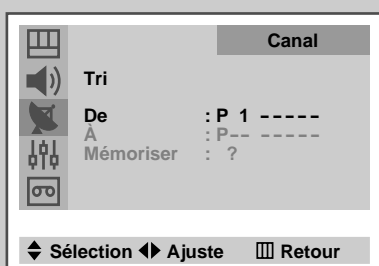 Canal
Tri
De : P 1 -----
À : P-- -----
Mémoriser : ?
Sélection Ajuste Retour